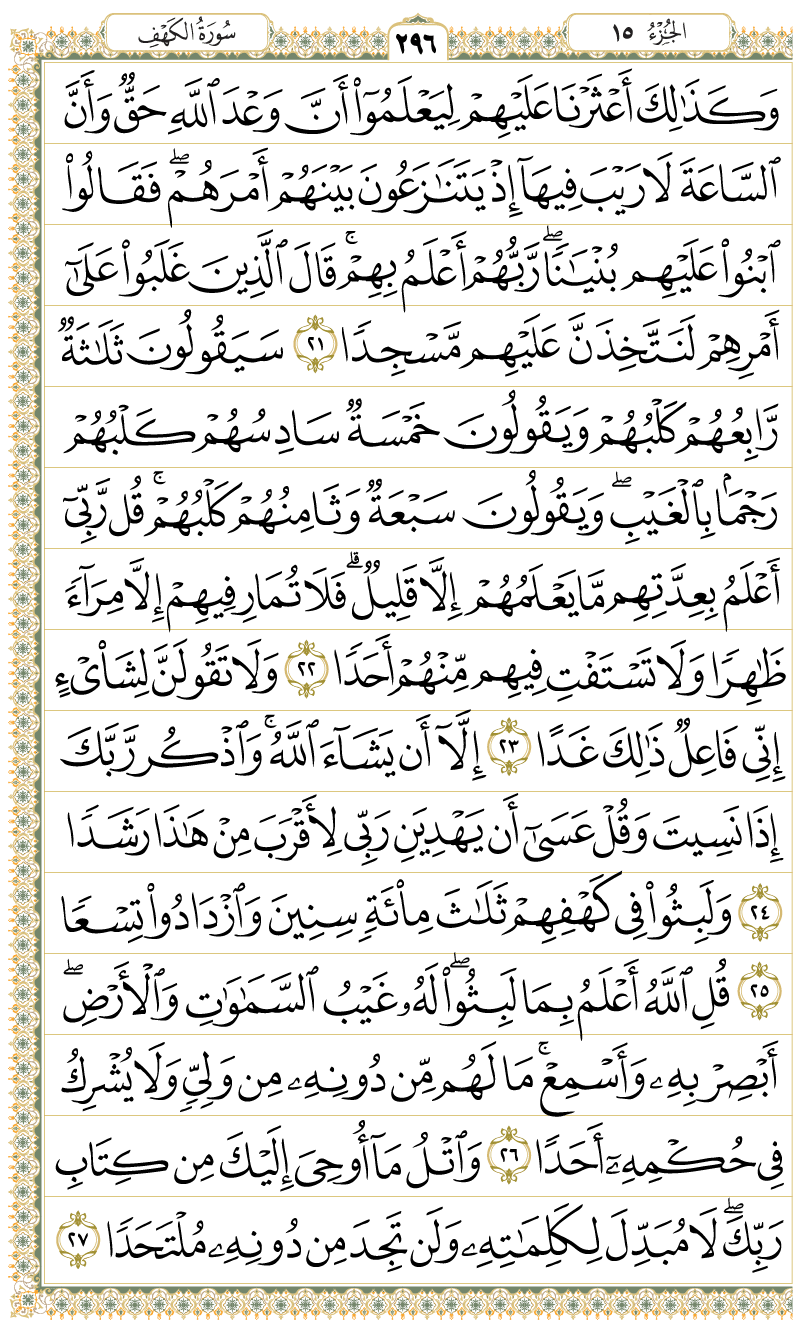 الجُزْءُ ١٥
٢٩٦
سُورَةُ الكَهْفِ
وَكَذَٰلِكَ أَعْثَرْنَا عَلَيْهِمْ لِيَعْلَمُوٓا۟ أَنَّ وَعْدَ ٱللَّهِ حَقٌّ وَأَنَّ
ٱلسَّاعَةَ لَا رَيْبَ فِيهَآ إِذْ يَتَنَٰزَعُونَ بَيْنَهُمْ أَمْرَهُمْ ۖ فَقَالُوا۟
ٱبْنُوا۟ عَلَيْهِم بُنْيَٰنًا ۖ رَّبُّهُمْ أَعْلَمُ بِهِمْ ۚ قَالَ ٱلَّذِينَ غَلَبُوا۟ عَلَىٰٓ
أَمْرِهِمْ لَنَتَّخِذَنَّ عَلَيْهِم مَّسْجِدًا ٢١ سَيَقُولُونَ ثَلَٰثَةٌ
رَّابِعُهُمْ كَلْبُهُمْ وَيَقُولُونَ خَمْسَةٌ سَادِسُهُمْ كَلْبُهُمْ
رَجْمًۢا بِٱلْغَيْبِ ۖ وَيَقُولُونَ سَبْعَةٌ وَثَامِنُهُمْ كَلْبُهُمْ ۚ قُل رَّبِّىٓ
أَعْلَمُ بِعِدَّتِهِم مَّا يَعْلَمُهُمْ إِلَّا قَلِيلٌ ۗ فَلَا تُمَارِ فِيهِمْ إِلَّا مِرَآءً
ظَٰهِرًا وَلَا تَسْتَفْتِ فِيهِم مِّنْهُمْ أَحَدًا ٢٢ وَلَا تَقُولَنَّ لِشَا۟ىْءٍ
إِنِّى فَاعِلٌ ذَٰلِكَ غَدًا ٢٣ إِلَّآ أَن يَشَآءَ ٱللَّهُ ۚ وَٱذْكُر رَّبَّكَ
إِذَا نَسِيتَ وَقُلْ عَسَىٰٓ أَن يَهْدِيَنِ رَبِّى لِأَقْرَبَ مِنْ هَٰذَا رَشَدًا
٢٤ وَلَبِثُوا۟ فِى كَهْفِهِمْ ثَلَٰثَ مِا۟ئَةٍ سِنِينَ وَٱزْدَادُوا۟ تِسْعًا
٢٥ قُلِ ٱللَّهُ أَعْلَمُ بِمَا لَبِثُوا۟ ۖ لَهُۥ غَيْبُ ٱلسَّمَٰوَٰتِ وَٱلْأَرْضِ ۖ
أَبْصِرْ بِهِۦ وَأَسْمِعْ ۚ مَا لَهُم مِّن دُونِهِۦ مِن وَلِىٍّ وَلَا يُشْرِكُ
فِى حُكْمِهِۦٓ أَحَدًا ٢٦ وَٱتْلُ مَآ أُوحِىَ إِلَيْكَ مِن كِتَابِ
رَبِّكَ ۖ لَا مُبَدِّلَ لِكَلِمَٰتِهِۦ وَلَن تَجِدَ مِن دُونِهِۦ مُلْتَحَدًا ٢٧